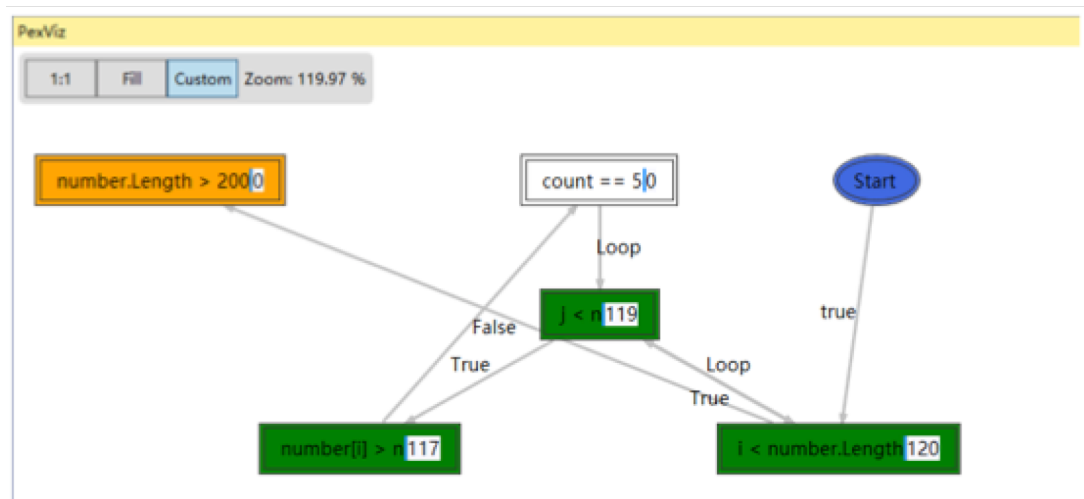 PexViz
1:1 Fill Custom Zoom: 119.97 %
number.Length > 200 0
count == 5 0
Start
Loop
j < n 119
true
False
True
Loop
True
number[i] > n 117
i < number.Length 120